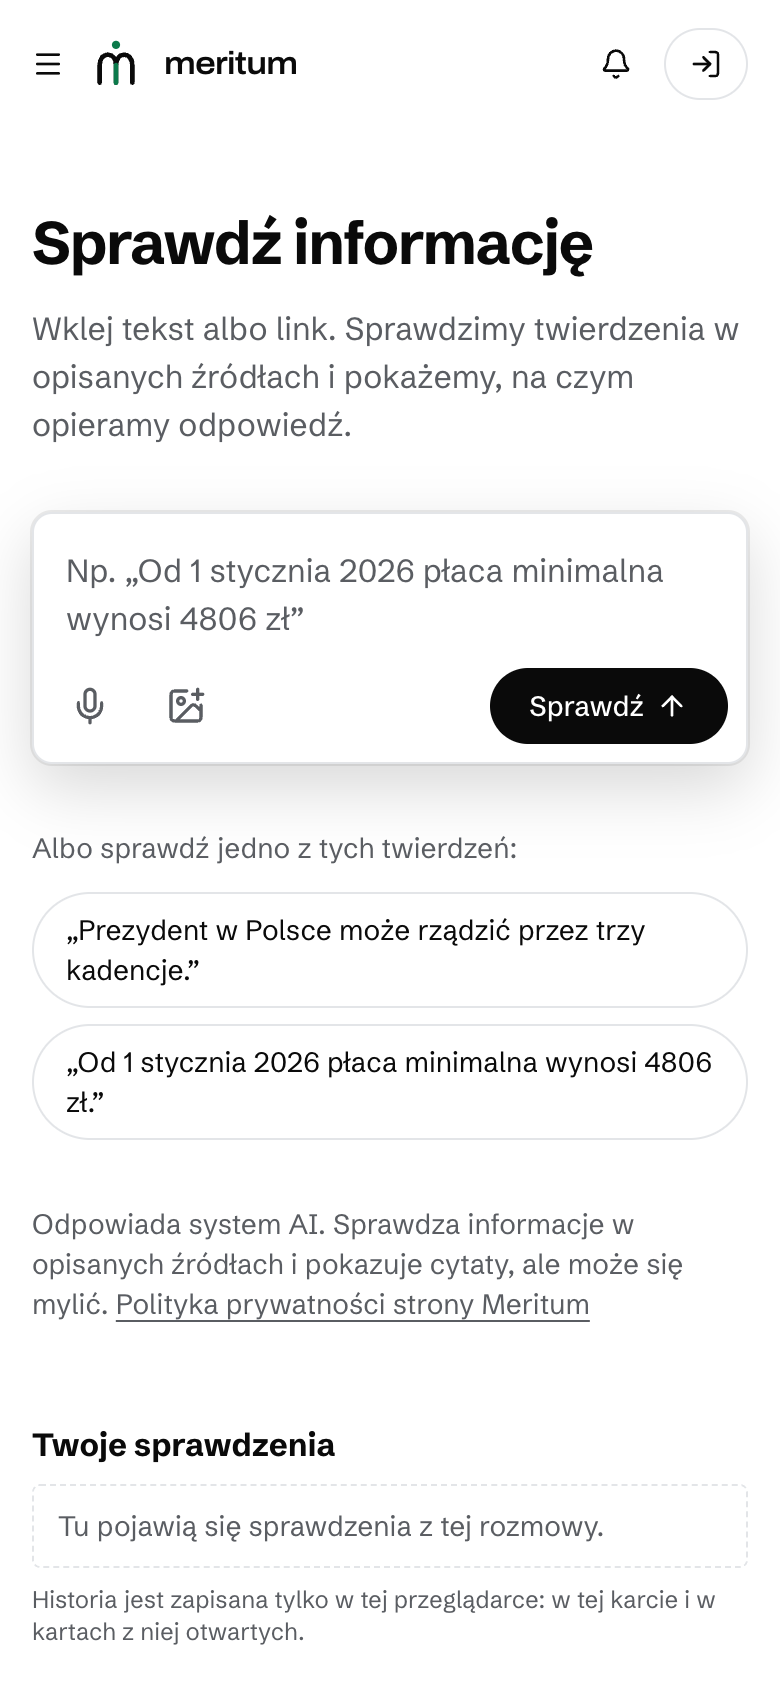 meritum
Sprawdź informację
Wklej tekst albo link. Sprawdzimy twierdzenia w
opisanych źródłach i pokażemy, na czym
opieramy odpowiedź.
Np. „Od 1 stycznia 2026 płaca minimalna
wynosi 4806 zł”
Sprawdź
Albo sprawdź jedno z tych twierdzeń:
„Prezydent w Polsce może rządzić przez trzy
kadencje.”
„Od 1 stycznia 2026 płaca minimalna wynosi 4806
zł.”
Odpowiada system AI. Sprawdza informacje w
opisanych źródłach i pokazuje cytaty, ale może się
mylić. Polityka prywatności strony Meritum
Twoje sprawdzenia
Tu pojawią się sprawdzenia z tej rozmowy.
Historia jest zapisana tylko w tej przeglądarce: w tej karcie i w
kartach z niej otwartych.